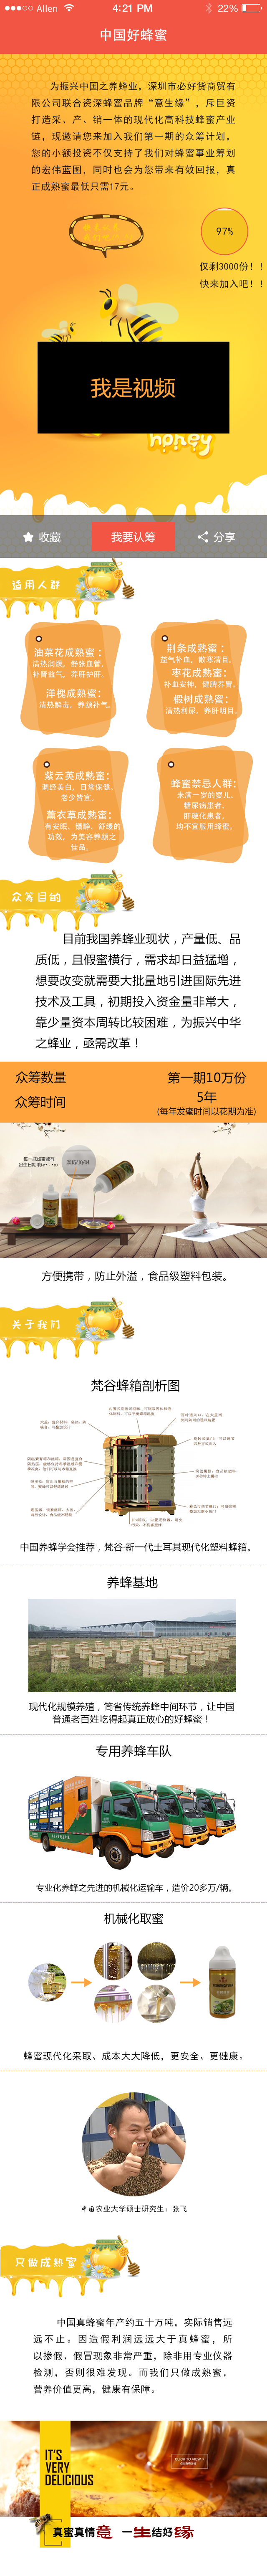 Allen
4:21 PM
22%
中国好蜂蜜
为振兴中国之养蜂业，深圳市必好货商贸有
限公司联合资深蜂蜜品牌“意生缘”，斥巨资
打造采、产、销一体的现代化高科技蜂蜜产业
链，现邀请您来加入我们第一期的众筹计划，
您的小额投资不仅支持了我们对蜂蜜事业筹划
的宏伟蓝图，同时也会为您带来有效回报，真
正成熟蜜最低只需17元。
97%
仅剩3000份！！
快来加入吧！！
我是视频
honey
收藏
我要认筹
分享
适用人群
油菜花成熟蜜：
清热润燥，舒张血管，
补肾益气，养肝护肝。
洋槐成熟蜜：
清热解毒，养颜补气。
荆条成熟蜜：
益气补血，散寒清目。
枣花成熟蜜：
补血安神，健脾养胃。
椴树成熟蜜：
清热利尿，养肝明目。
紫云英成熟蜜：
调经美白，日常保健。
老少皆宜。
薰衣草成熟蜜：
有安眠，镇静、舒缓的
功效，为美容养颜之
佳品。
蜂蜜禁忌人群：
未满一岁的婴儿、
糖尿病患者、
肝硬化患者，
均不宜服用蜂蜜。
众筹目的
目前我国养蜂业现状，产量低、品
质低，且假蜜横行，需求却日益猛增，
想要改变就需要大批量地引进国际先进
技术及工具，初期投入资金量非常大，
靠少量资本周转比较困难，为振兴中华
之蜂业，亟需改革！
众筹数量
第一期10万份
众筹时间
5年
(每年发蜜时间以花期为准)
方便携带，防止外溢，食品级塑料包装。
关于我们
梵谷蜂箱剖析图
中国养蜂学会推荐，梵谷·新一代土耳其现代化塑料蜂箱。
养蜂基地
现代化规模养殖，简省传统养蜂中间环节，让中国
普通老百姓吃得起真正放心的好蜂蜜！
专用养蜂车队
专业化养蜂之先进的机械化运输车，造价20多万/辆。
机械化取蜜
蜂蜜现代化采取、成本大大降低，更安全、更健康。
中国农业大学硕士研究生：张飞
只做成熟蜜
中国真蜂蜜年产约五十万吨，实际销售远
远不止。因造假利润远远大于真蜂蜜，所
以掺假、假冒现象非常严重，除非用专业仪器
检测，否则很难发现。而我们只做成熟蜜，
营养价值更高，健康有保障。
IT'S
VERY
DELICIOUS
真蜜真情意 一生结好缘